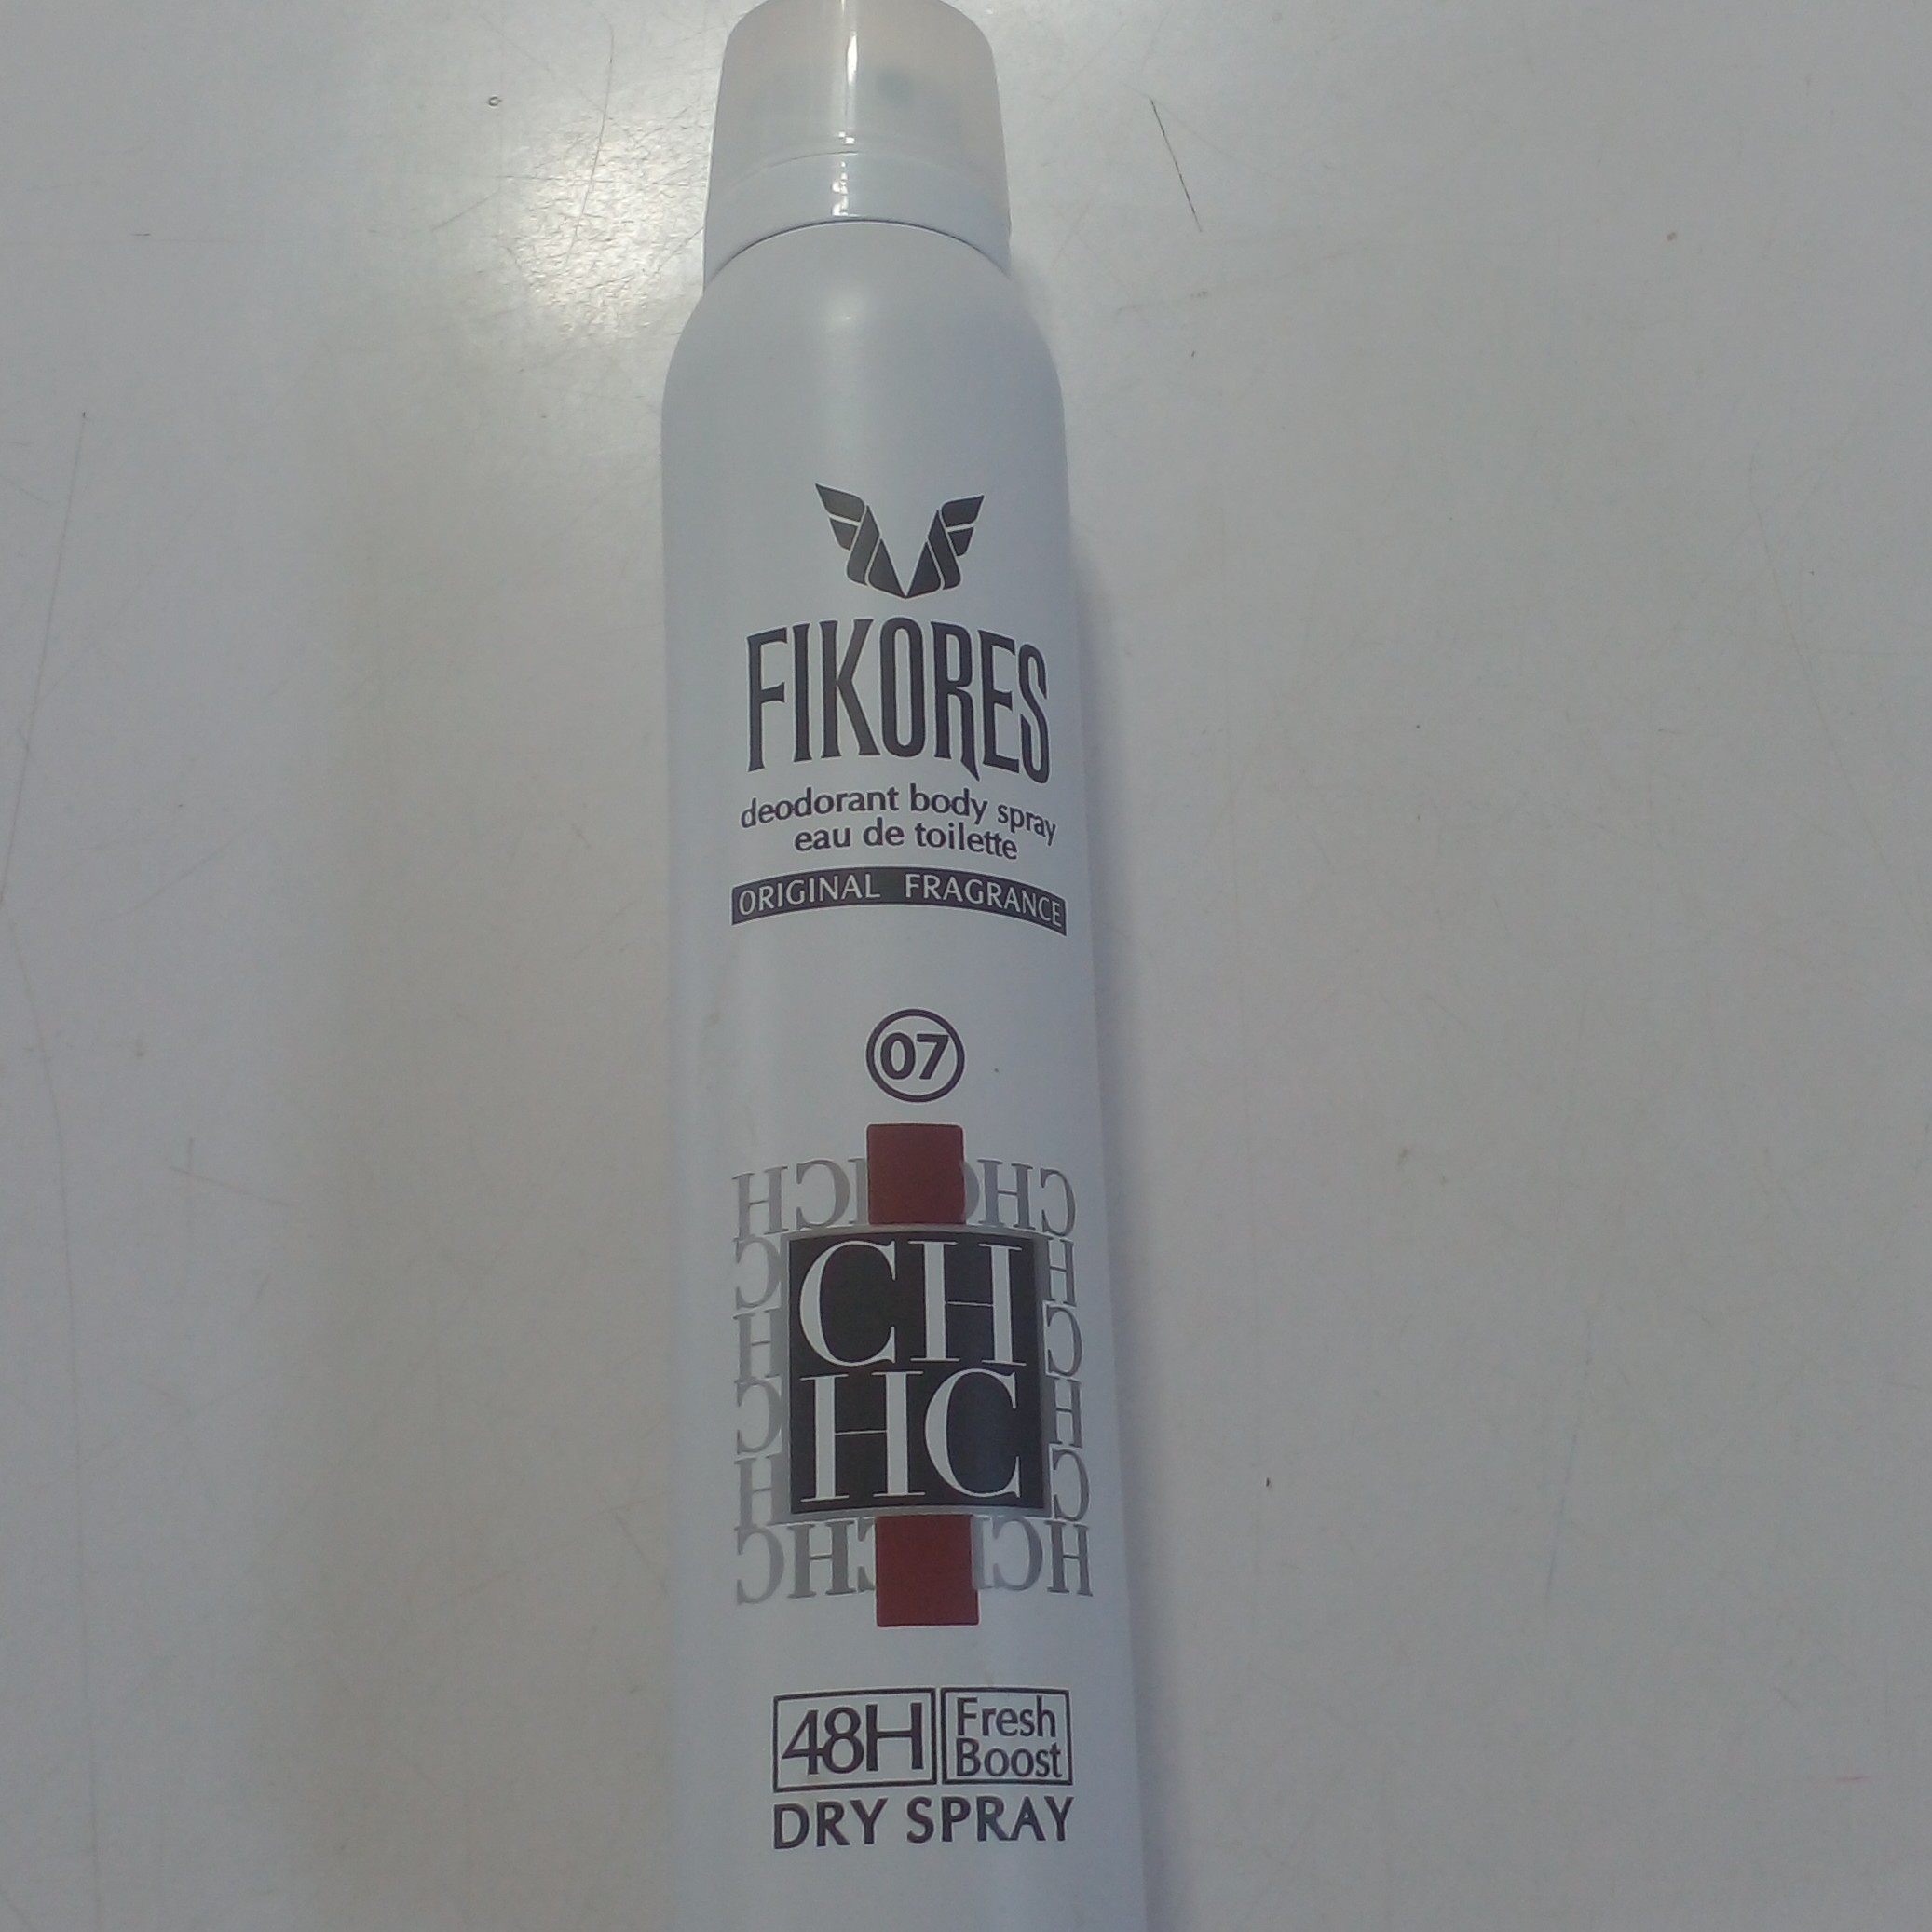 FIKORES
deodorant body spray
eau de toilette
ORIGINAL FRAGRANCE
07
CH
HC
48H Fresh Boost
DRY SPRAY